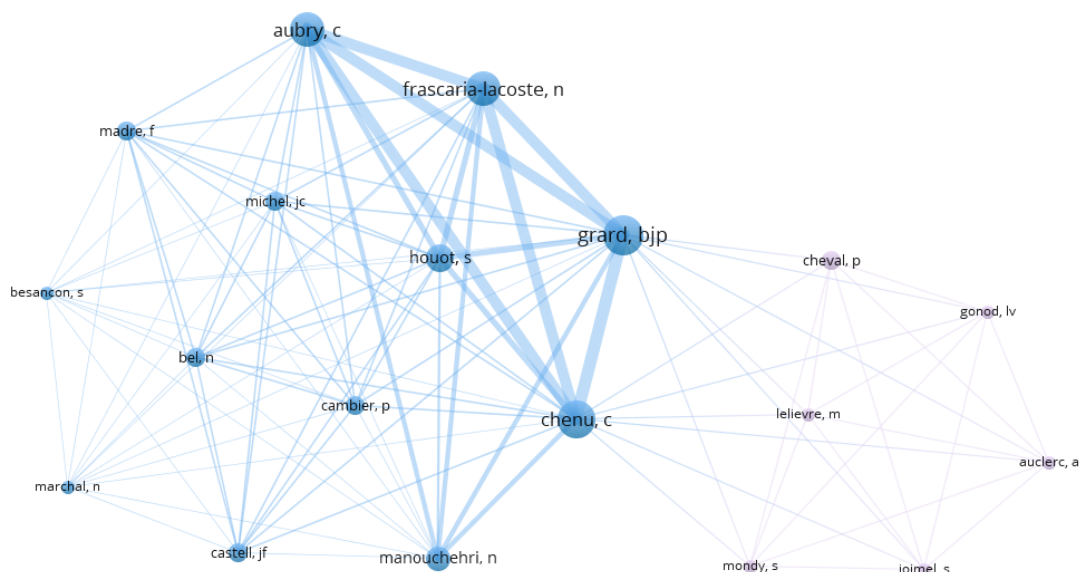 aubry, c
frascaria-lacoste, n
madre, f
michel, jc
grard, bjp
houot, s
cheval, p
besancon, s
gonod, lv
bel, n
cambier, p
chenu, c
lelievre, m
auclerc, a
marchal, n
castell, jf
manouchehri, n
mondy, s
joimel, s